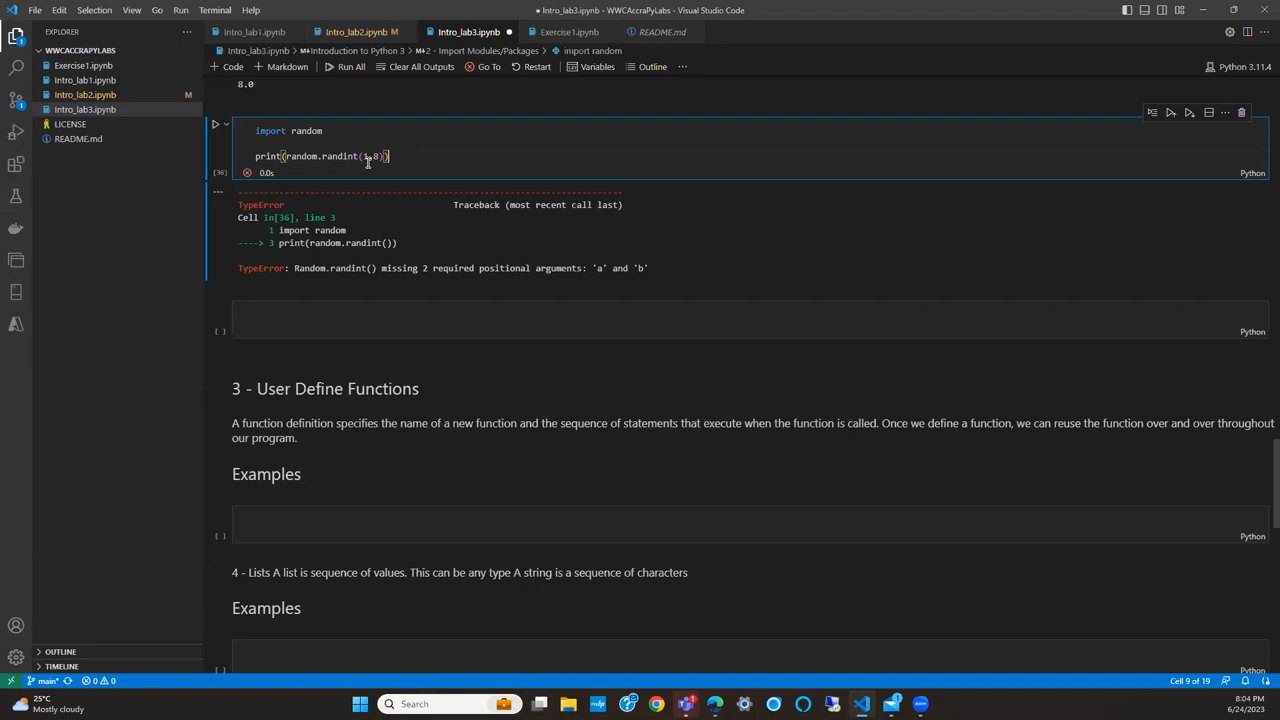 File Edit Selection View Go Run Terminal Help
● Intro_lab3.ipynb - WWCAccraPyLabs - Visual Studio Code
EXPLORER ···
Intro_lab1.ipynb Intro_lab2.ipynb M Intro_lab3.ipynb ● Exercise1.ipynb README.md
WWCACCRAPYLABS
Exercise1.ipynb
Intro_lab1.ipynb
Intro_lab2.ipynb M
Intro_lab3.ipynb
LICENSE
README.md
Intro_lab3.ipynb > M↓Introduction to Python 3 > M↓2 - Import Modules/Packages > import random
+ Code + Markdown Run All Clear All Outputs Go To Restart Variables Outline ··· Python 3.11.4
8.0
import random
print(random.randint(1,8))
[36] 0.0s Python
---------------------------------------------------------------------------
TypeError Traceback (most recent call last)
Cell In[36], line 3
1 import random
----> 3 print(random.randint())
TypeError: Random.randint() missing 2 required positional arguments: 'a' and 'b'
[ ] Python
3 - User Define Functions
A function definition specifies the name of a new function and the sequence of statements that execute when the function is called. Once we define a function, we can reuse the function over and over throughout
our program.
Examples
[ ] Python
4 - Lists A list is sequence of values. This can be any type A string is a sequence of characters
Examples
[ ] Python
OUTLINE
TIMELINE
main* 0 0 Cell 9 of 19
25°C
Mostly cloudy
Search
8:04 PM
6/24/2023